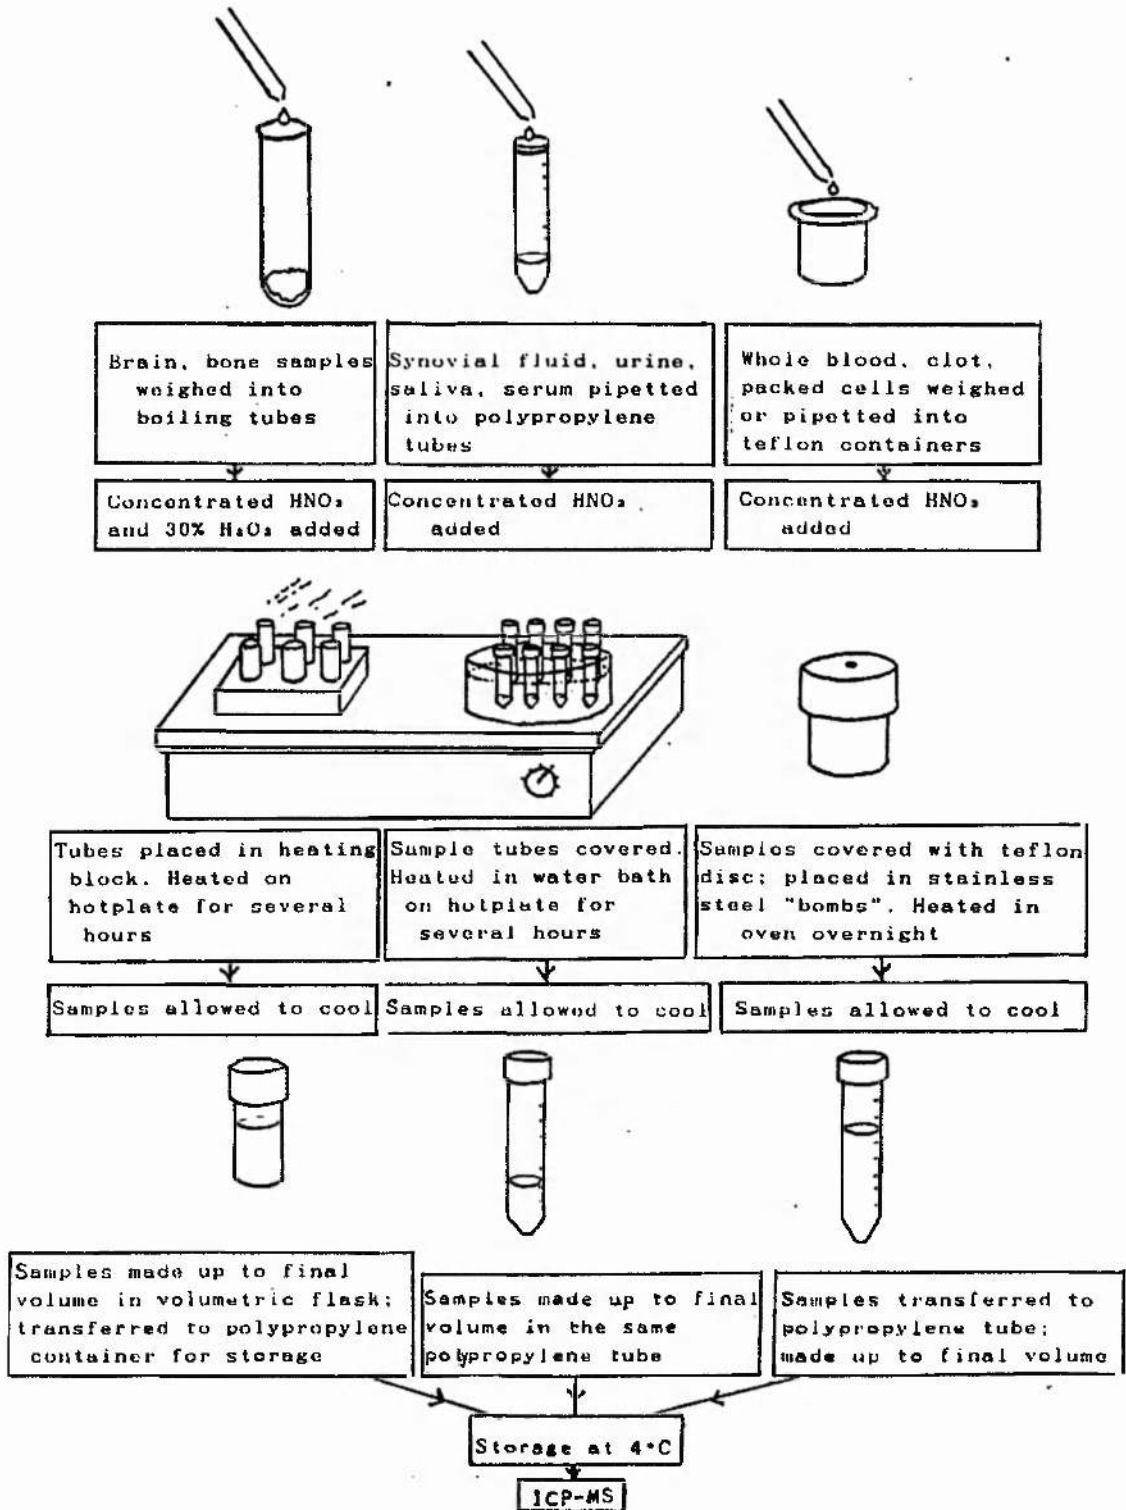 Brain, bone samples
weighed into
boiling tubes
Synovial fluid, urine,
saliva, serum pipetted
into polypropylene
tubes
Whole blood, clot,
packed cells weighed
or pipetted into
teflon containers
Concentrated HNO₃
and 30% H₂O₂ added
Concentrated HNO₃
added
Concentrated HNO₃
added
Tubes placed in heating
block. Heated on
hotplate for several
hours
Sample tubes covered.
Heated in water bath
on hotplate for
several hours
Samples covered with teflon
disc; placed in stainless
steel "bombs". Heated in
oven overnight
Samples allowed to cool
Samples allowed to cool
Samples allowed to cool
Samples made up to final
volume in volumetric flask;
transferred to polypropylene
container for storage
Samples made up to final
volume in the same
polypropylene tube
Samples transferred to
polypropylene tube;
made up to final volume
Storage at 4°C
ICP-MS